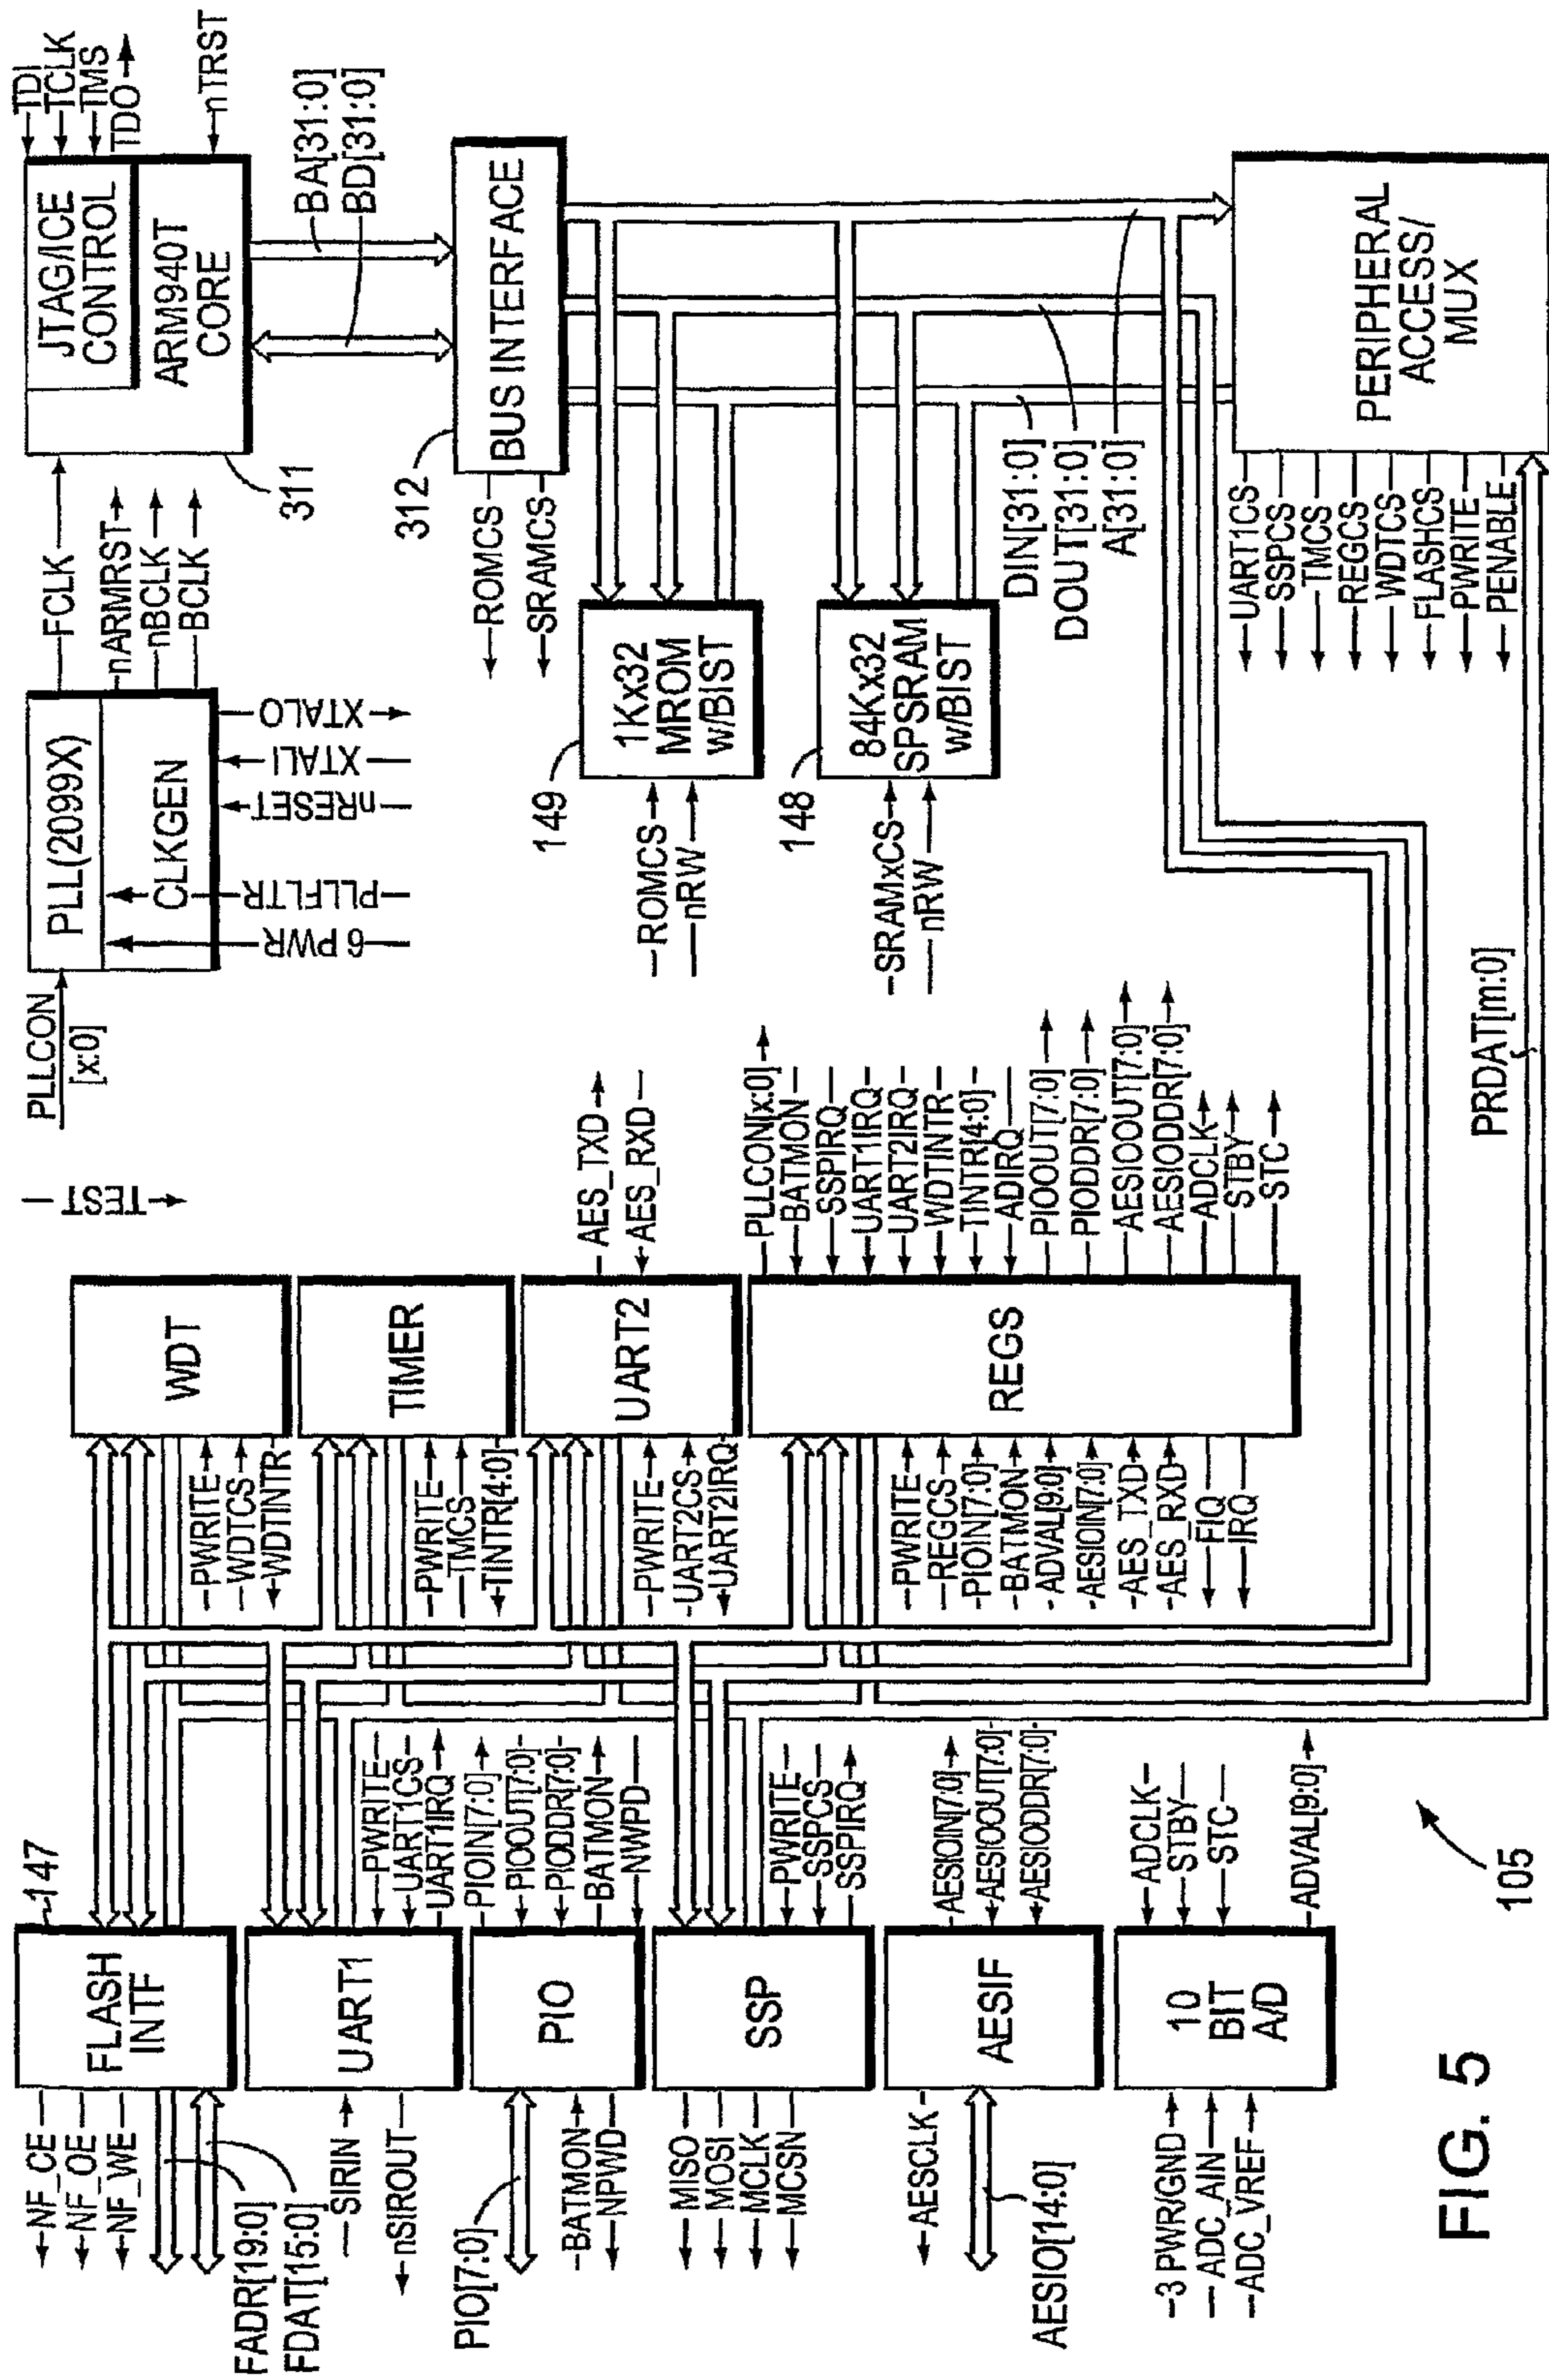 TDI
TCLK
TMS
TDO
nTRST
JTAG/ICE
CONTROL
ARM940T
CORE
311
FCLK
nARMRST
nBCLK
BCLK
PLL(2099X)
CLKGEN
PLLCON
[x:0]
6 PWR
PLLFLTR
nRESET
XTALI
XTALO
TEST
BA[31:0]
BD[31:0]
BUS INTERFACE
312
ROMCS
SRAMCS
1Kx32
MROM
w/BIST
149
ROMCS
nRW
84Kx32
SPSRAM
w/BIST
148
SRAMxCS
nRW
DIN[31:0]
DOUT[31:0]
A[31:0]
PERIPHERAL
ACCESS/
MUX
UART1CS
SSPCS
TMCS
REGCS
WDTCS
FLASHCS
PWRITE
PENABLE
PRDAT[m:0]
WDT
PWRITE
WDTCS
WDTINTR
TIMER
PWRITE
TMCS
TINTR[4:0]
UART2
AES_TXD
AES_RXD
PWRITE
UART2CS
UART2IRQ
REGS
PLLCON[x:0]
BATMON
SSPIRQ
UART1IRQ
UART2IRQ
WDTINTR
TINTR[4:0]
ADIRQ
PIOOUT[7:0]
PIODDR[7:0]
AESIOOUT[7:0]
AESIODDR[7:0]
ADCLK
STBY
STC
PWRITE
REGCS
PIOIN[7:0]
BATMON
ADVAL[9:0]
AESIOIN[7:0]
AES_TXD
AES_RXD
FIQ
IRQ
147
FLASH
INTF
NF_CE
NF_OE
NF_WE
FADR[19:0]
FDAT[15:0]
UART1
SIRIN
nSIROUT
PWRITE
UART1CS
UART1IRQ
PIO
PIO[7:0]
BATMON
NPWD
PIOIN[7:0]
PIOOUT[7:0]
PIODDR[7:0]
BATMON
NWPD
SSP
MISO
MOSI
MCLK
MCSN
PWRITE
SSPCS
SSPIRQ
AESIF
AESCLK
AESIO[14:0]
AESIOIN[7:0]
AESIOOUT[7:0]
AESIODDR[7:0]
10
BIT
A/D
3 PWR/GND
ADC_AIN
ADC_VREF
ADCLK
STBY
STC
ADVAL[9:0]
105
FIG. 5